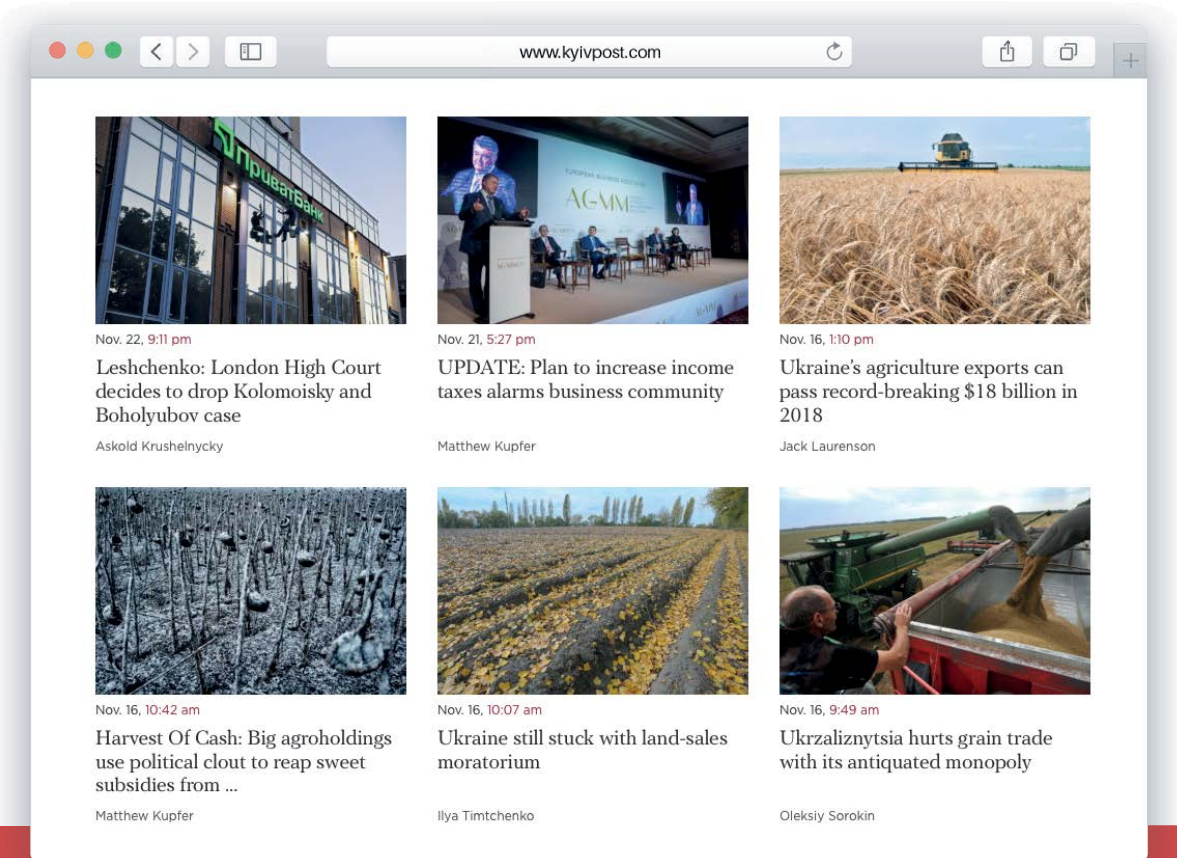 www.kyivpost.com
ПриватБанк
EUROPEAN BUSINESS ASSOCIATION
AGMM
Nov. 22, 9:11 pm
Leshchenko: London High Court
decides to drop Kolomoisky and
Boholyubov case
Askold Krushelnycky
Nov. 21, 5:27 pm
UPDATE: Plan to increase income
taxes alarms business community
Matthew Kupfer
Nov. 16, 1:10 pm
Ukraine’s agriculture exports can
pass record-breaking $18 billion in
2018
Jack Laurenson
Nov. 16, 10:42 am
Harvest Of Cash: Big agroholdings
use political clout to reap sweet
subsidies from ...
Matthew Kupfer
Nov. 16, 10:07 am
Ukraine still stuck with land-sales
moratorium
Ilya Timtchenko
Nov. 16, 9:49 am
Ukrzaliznytsia hurts grain trade
with its antiquated monopoly
Oleksiy Sorokin